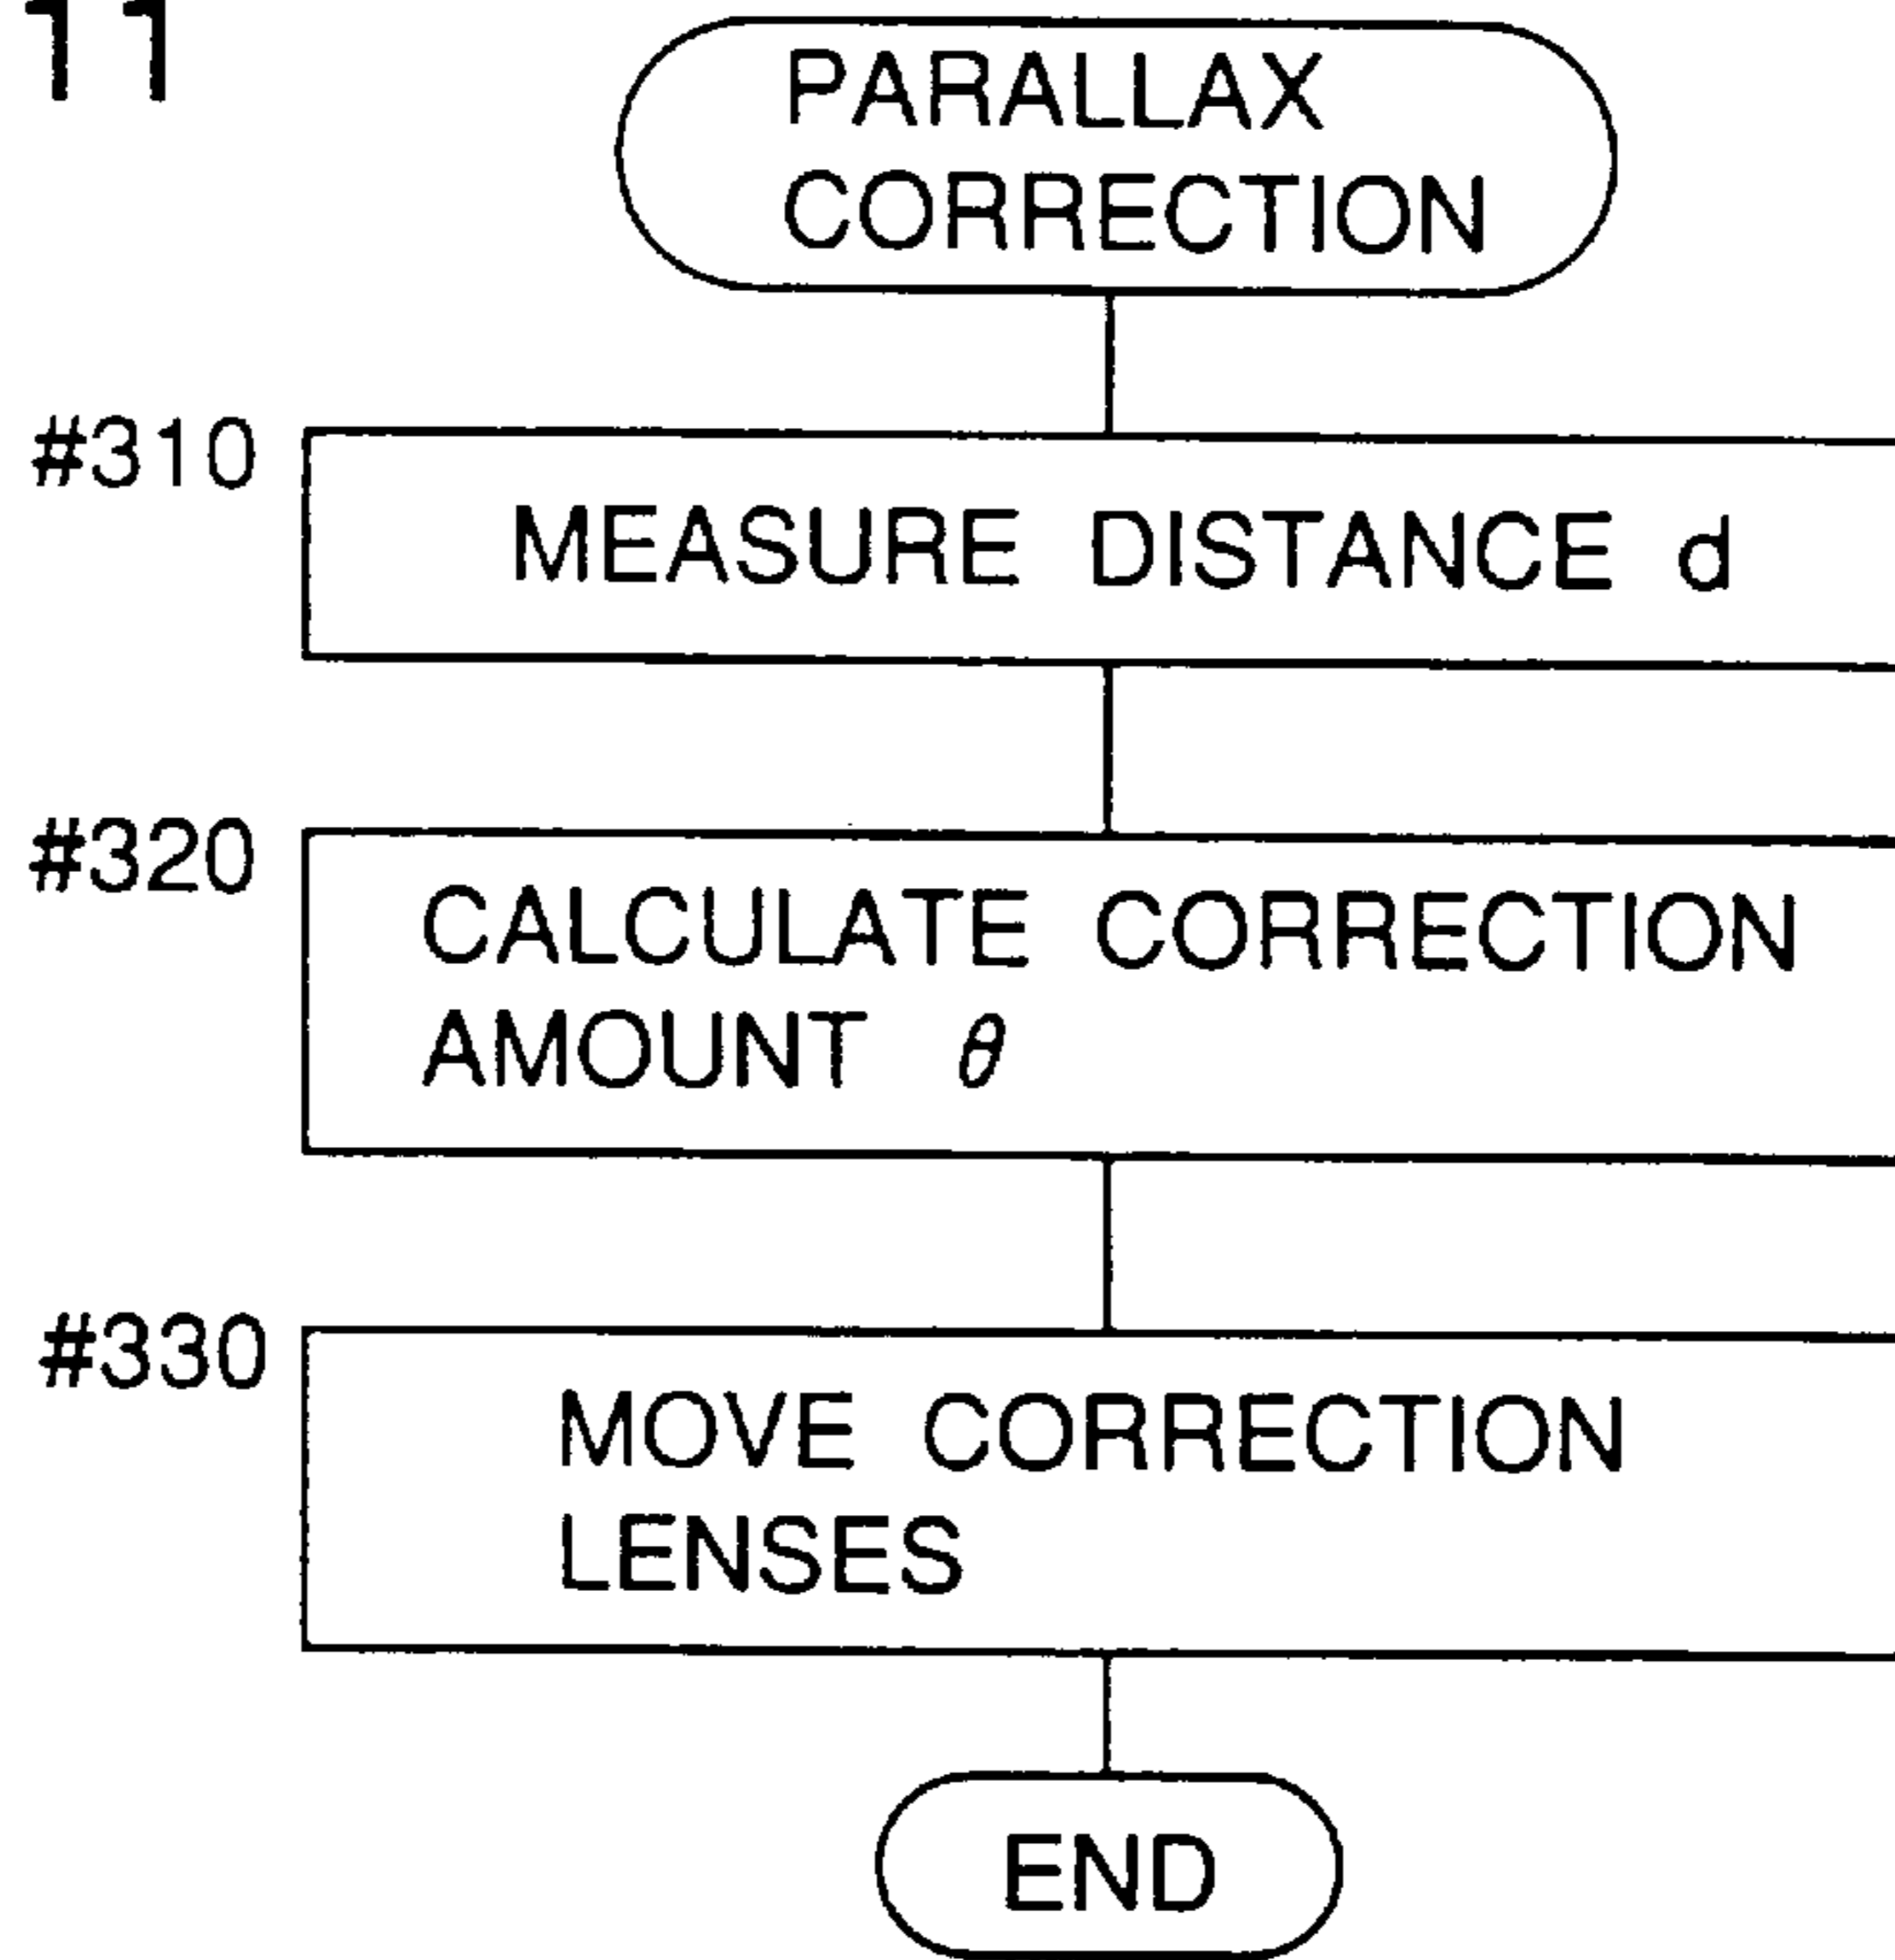 11
PARALLAX
CORRECTION
#310
MEASURE DISTANCE d
#320
CALCULATE CORRECTION
AMOUNT θ
#330
MOVE CORRECTION
LENSES
END